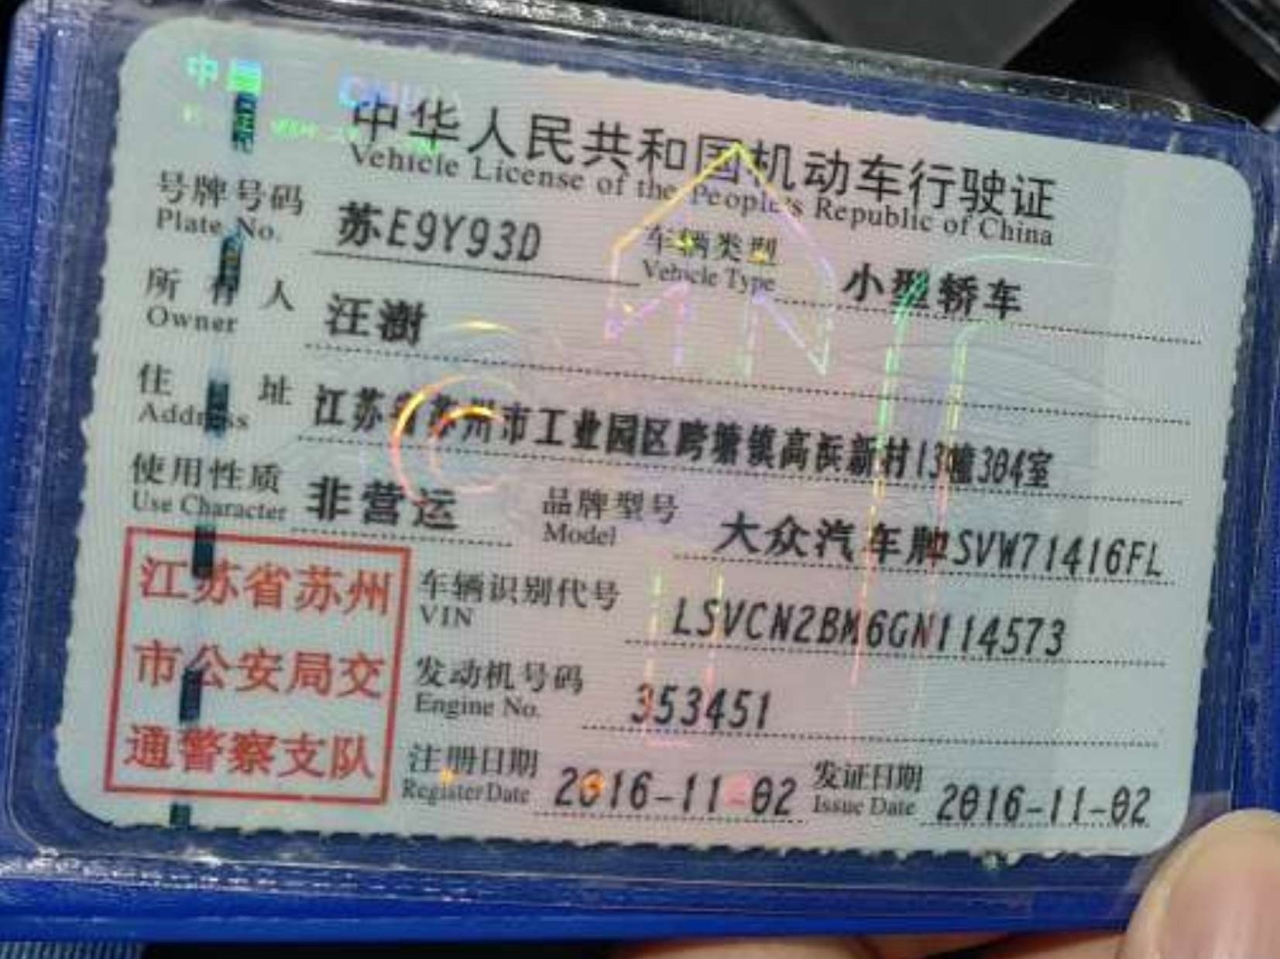 中国 CHINA
中华人民共和国机动车行驶证
Vehicle License of the People's Republic of China
号牌号码 苏E9Y93D 车辆类型 小型轿车
Plate No. Vehicle Type
所有人 汪澍
Owner
住址 江苏省苏州市工业园区跨塘镇高浜新村13幢304室
Address
使用性质 非营运 品牌型号 大众汽车牌SVW71416FL
Use Character Model
江苏省苏州
市公安局交
通警察支队
车辆识别代号 LSVCN2BM6GN114573
VIN
发动机号码 353451
Engine No.
注册日期 2016-11-02 发证日期 2016-11-02
Register Date Issue Date